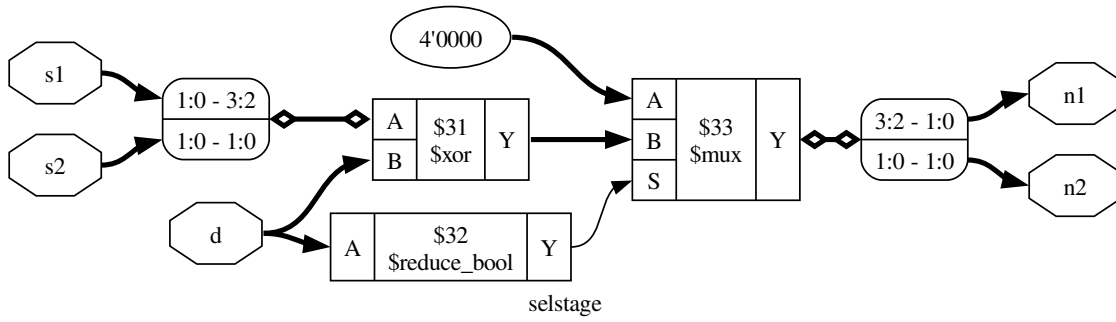 s1
s2
1:0 - 3:2
1:0 - 1:0
d
4'0000
A
B
$31
$xor
Y
A
$32
$reduce_bool
Y
A
B
S
$33
$mux
Y
3:2 - 1:0
1:0 - 1:0
n1
n2
selstage